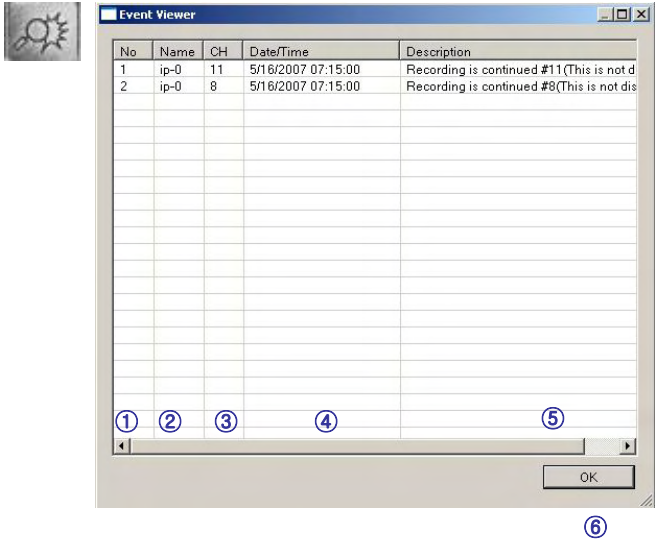 Event Viewer
No Name CH Date/Time Description
1 ip-0 11 5/16/2007 07:15:00 Recording is continued #11(This is not d
2 ip-0 8 5/16/2007 07:15:00 Recording is continued #8(This is not dis
① ② ③ ④ ⑤
OK
⑥